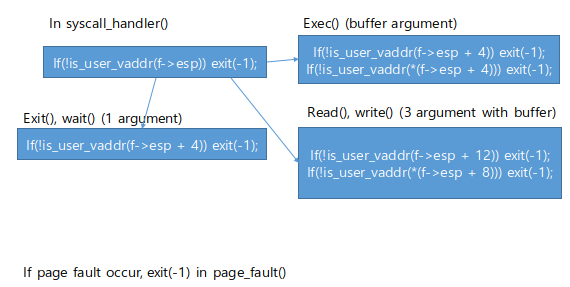 In syscall_handler()
If(!is_user_vaddr(f->esp)) exit(-1);
Exec() (buffer argument)
If(!is_user_vaddr(f->esp + 4)) exit(-1);
If(!is_user_vaddr(*(f->esp + 4))) exit(-1);
Exit(), wait() (1 argument)
If(!is_user_vaddr(f->esp + 4)) exit(-1);
Read(), write() (3 argument with buffer)
If(!is_user_vaddr(f->esp + 12)) exit(-1);
If(!is_user_vaddr(*(f->esp + 8))) exit(-1);
If page fault occur, exit(-1) in page_fault()